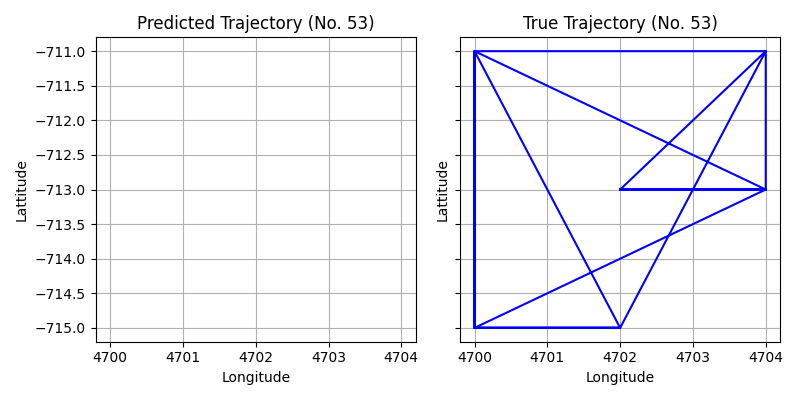 Predicted Trajectory (No. 53)
True Trajectory (No. 53)
−711.0
−711.5
−712.0
−712.5
−713.0
−713.5
−714.0
−714.5
−715.0
Lattitude
Lattitude
4700 4701 4702 4703 4704
4700 4701 4702 4703 4704
Longitude
Longitude